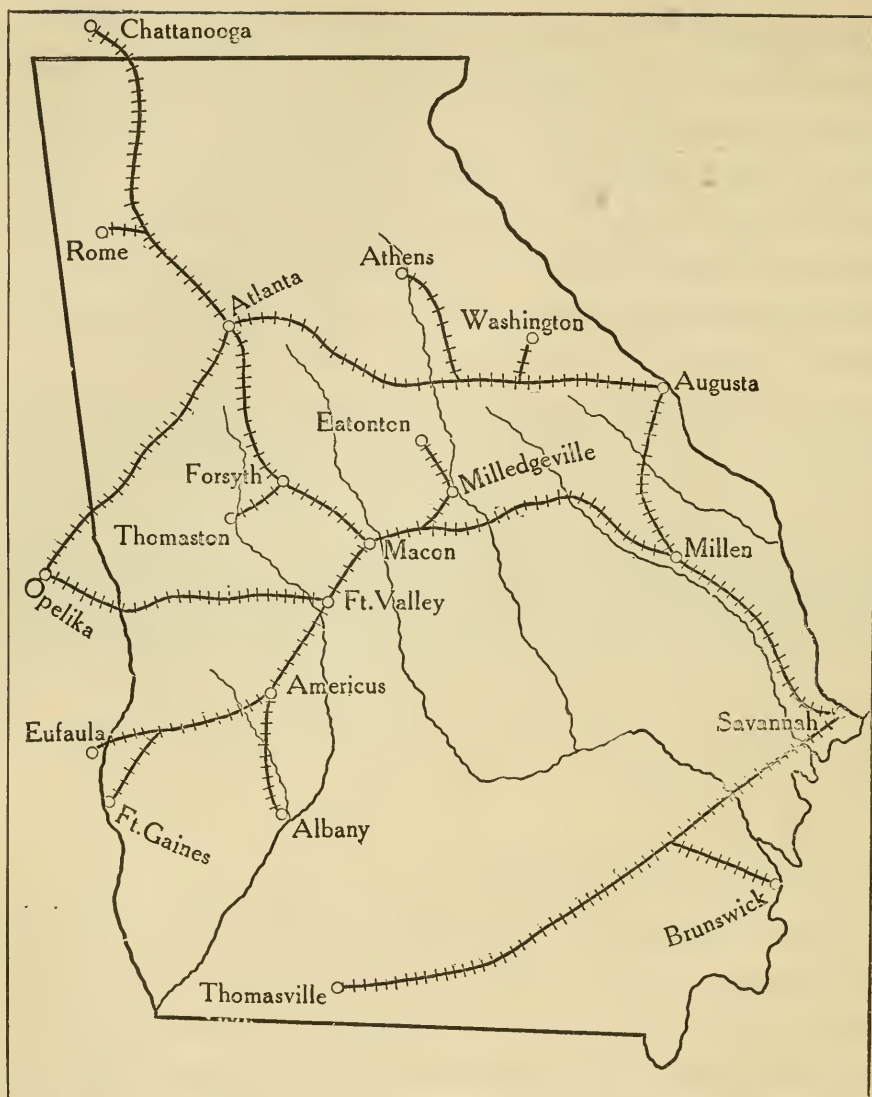 Chattanooga
Rome
Atlanta
Athens
Washington
Augusta
Eatonton
Milledgeville
Forsyth
Thomaston
Macon
Millen
Opelika
Ft. Valley
Americus
Eufaula
Savannah
Ft. Gaines
Albany
Brunswick
Thomasville